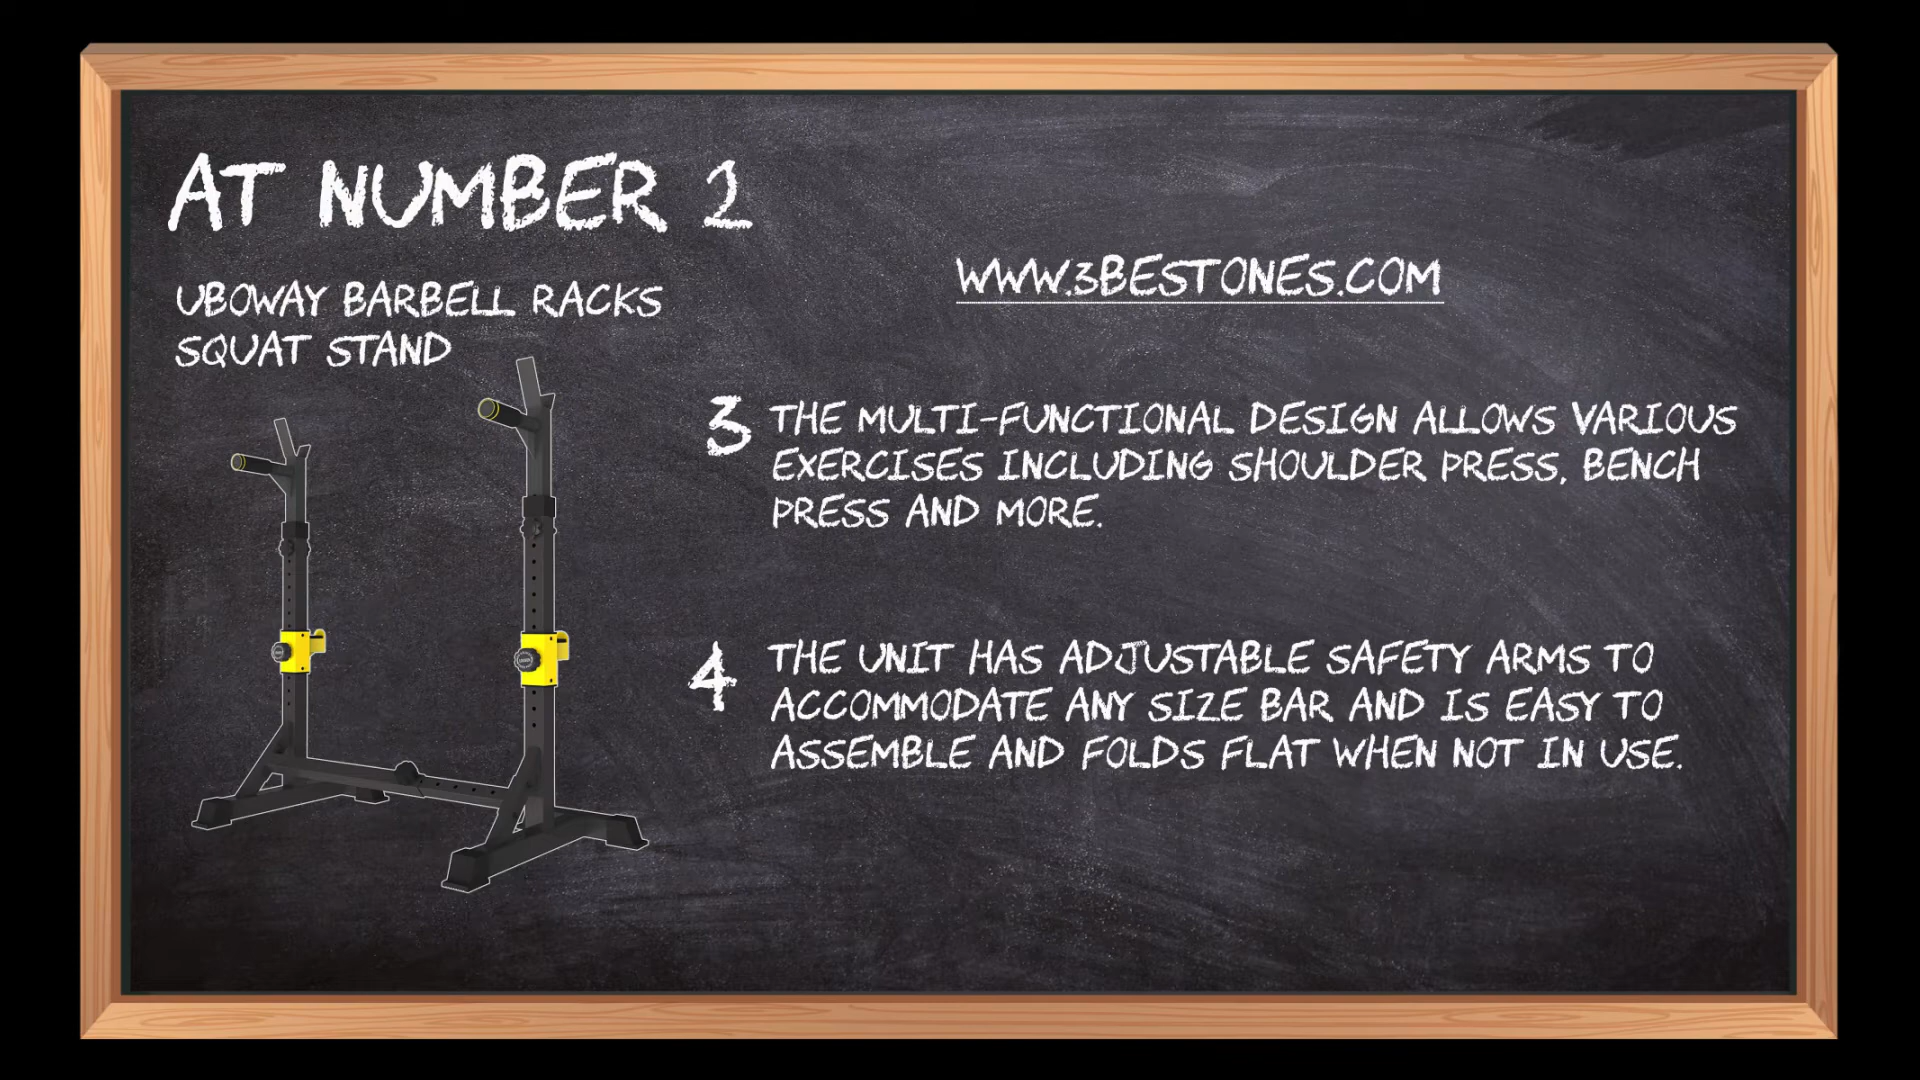 AT NUMBER 2
UBOWAY BARBELL RACKS
SQUAT STAND
WWW.3BESTONES.COM
3 THE MULTI-FUNCTIONAL DESIGN ALLOWS VARIOUS
EXERCISES INCLUDING SHOULDER PRESS, BENCH
PRESS AND MORE.
4 THE UNIT HAS ADJUSTABLE SAFETY ARMS TO
ACCOMMODATE ANY SIZE BAR AND IS EASY TO
ASSEMBLE AND FOLDS FLAT WHEN NOT IN USE.